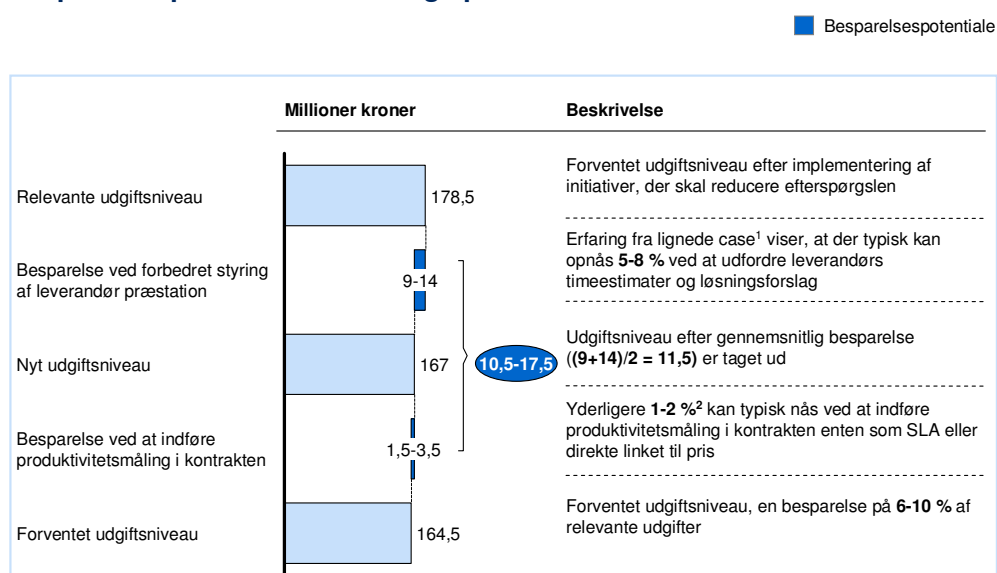 Besparelsespotentiale
Millioner kroner
Beskrivelse
Relevante udgiftsniveau
178,5
Forventet udgiftsniveau efter implementering af
initiativer, der skal reducere efterspørgslen
Besparelse ved forbedret styring
af leverandør præstation
9-14
Erfaring fra lignede case1 viser, at der typisk kan
opnås 5-8 % ved at udfordre leverandørs
timeestimater og løsningsforslag
Nyt udgiftsniveau
167
10,5-17,5
Udgiftsniveau efter gennemsnitlig besparelse
((9+14)/2 = 11,5) er taget ud
Besparelse ved at indføre
produktivitetsmåling i kontrakten
1,5-3,5
Yderligere 1-2 %2 kan typisk nås ved at indføre
produktivitetsmåling i kontrakten enten som SLA eller
direkte linket til pris
Forventet udgiftsniveau
164,5
Forventet udgiftsniveau, en besparelse på 6-10 % af
relevante udgifter